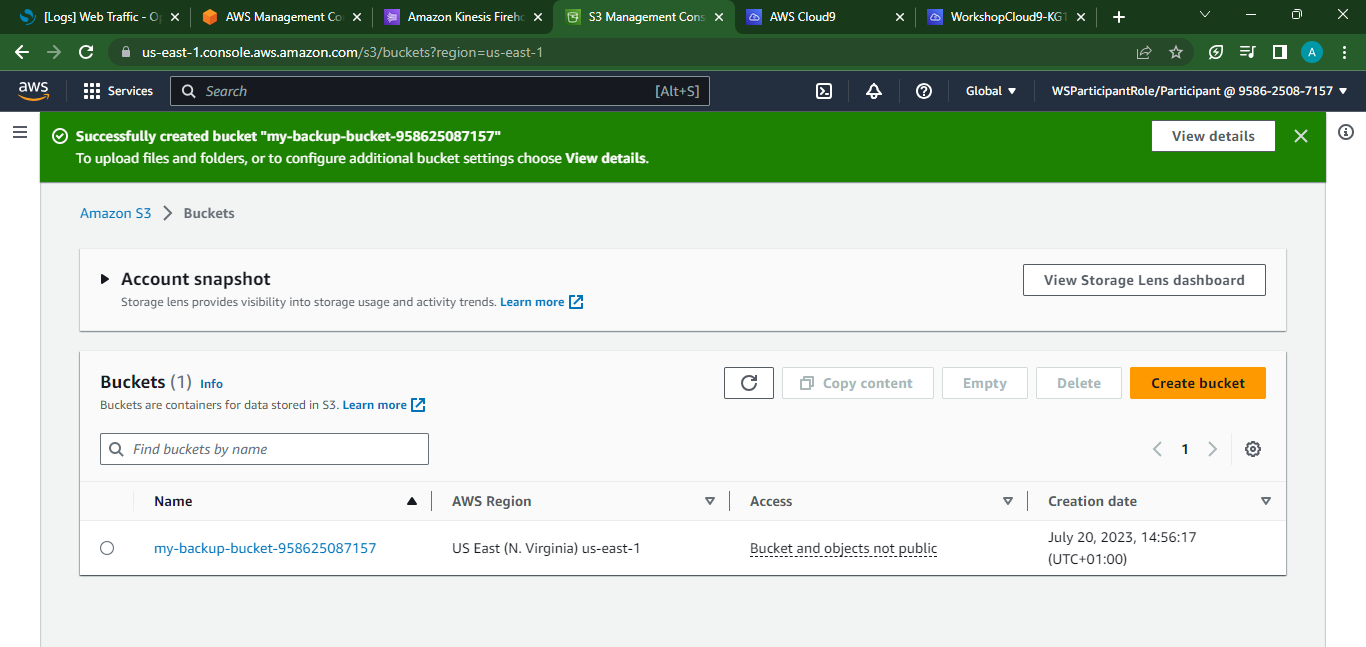 [Logs] Web Traffic - O
AWS Management Co
Amazon Kinesis Fireho
S3 Management Cons
AWS Cloud9
WorkshopCloud9-KG1
us-east-1.console.aws.amazon.com/s3/buckets?region=us-east-1
A
aws
Services
Search
[Alt+S]
Global
WSParticipantRole/Participant @ 9586-2508-7157
Successfully created bucket "my-backup-bucket-958625087157"
To upload files and folders, or to configure additional bucket settings choose View details.
View details
Amazon S3
Buckets
Account snapshot
Storage lens provides visibility into storage usage and activity trends. Learn more
View Storage Lens dashboard
Buckets (1) Info
Buckets are containers for data stored in S3. Learn more
Copy content
Empty
Delete
Create bucket
Find buckets by name
1
Name
AWS Region
Access
Creation date
my-backup-bucket-958625087157
US East (N. Virginia) us-east-1
Bucket and objects not public
July 20, 2023, 14:56:17
(UTC+01:00)